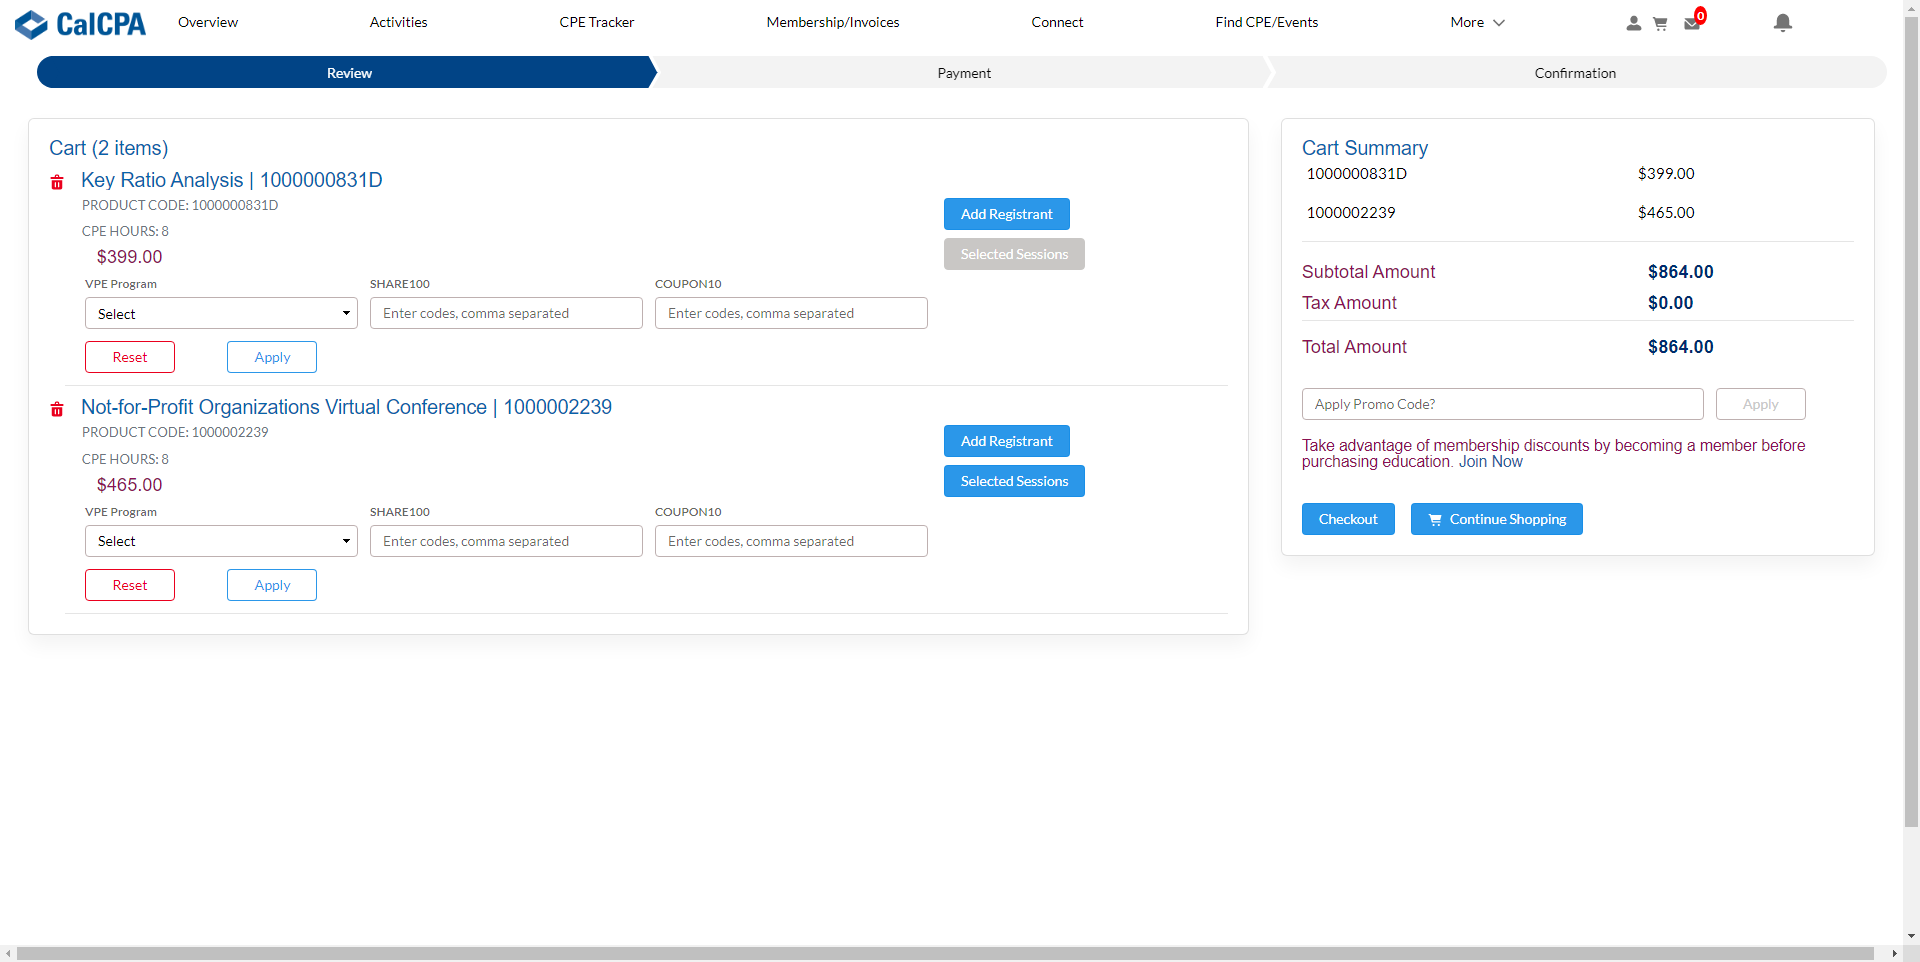 CalCPA
Overview
Activities
CPE Tracker
Membership/Invoices
Connect
Find CPE/Events
More
0
Review
Payment
Confirmation
Cart (2 items)
Key Ratio Analysis | 1000000831D
PRODUCT CODE: 1000000831D
CPE HOURS: 8
$399.00
Add Registrant
Selected Sessions
VPE Program
SHARE100
COUPON10
Select
Enter codes, comma separated
Enter codes, comma separated
Reset
Apply
Not-for-Profit Organizations Virtual Conference | 1000002239
PRODUCT CODE: 1000002239
CPE HOURS: 8
$465.00
Add Registrant
Selected Sessions
VPE Program
SHARE100
COUPON10
Select
Enter codes, comma separated
Enter codes, comma separated
Reset
Apply
Cart Summary
1000000831D $399.00
1000002239 $465.00
Subtotal Amount $864.00
Tax Amount $0.00
Total Amount $864.00
Apply Promo Code?
Apply
Take advantage of membership discounts by becoming a member before
purchasing education. Join Now
Checkout
Continue Shopping